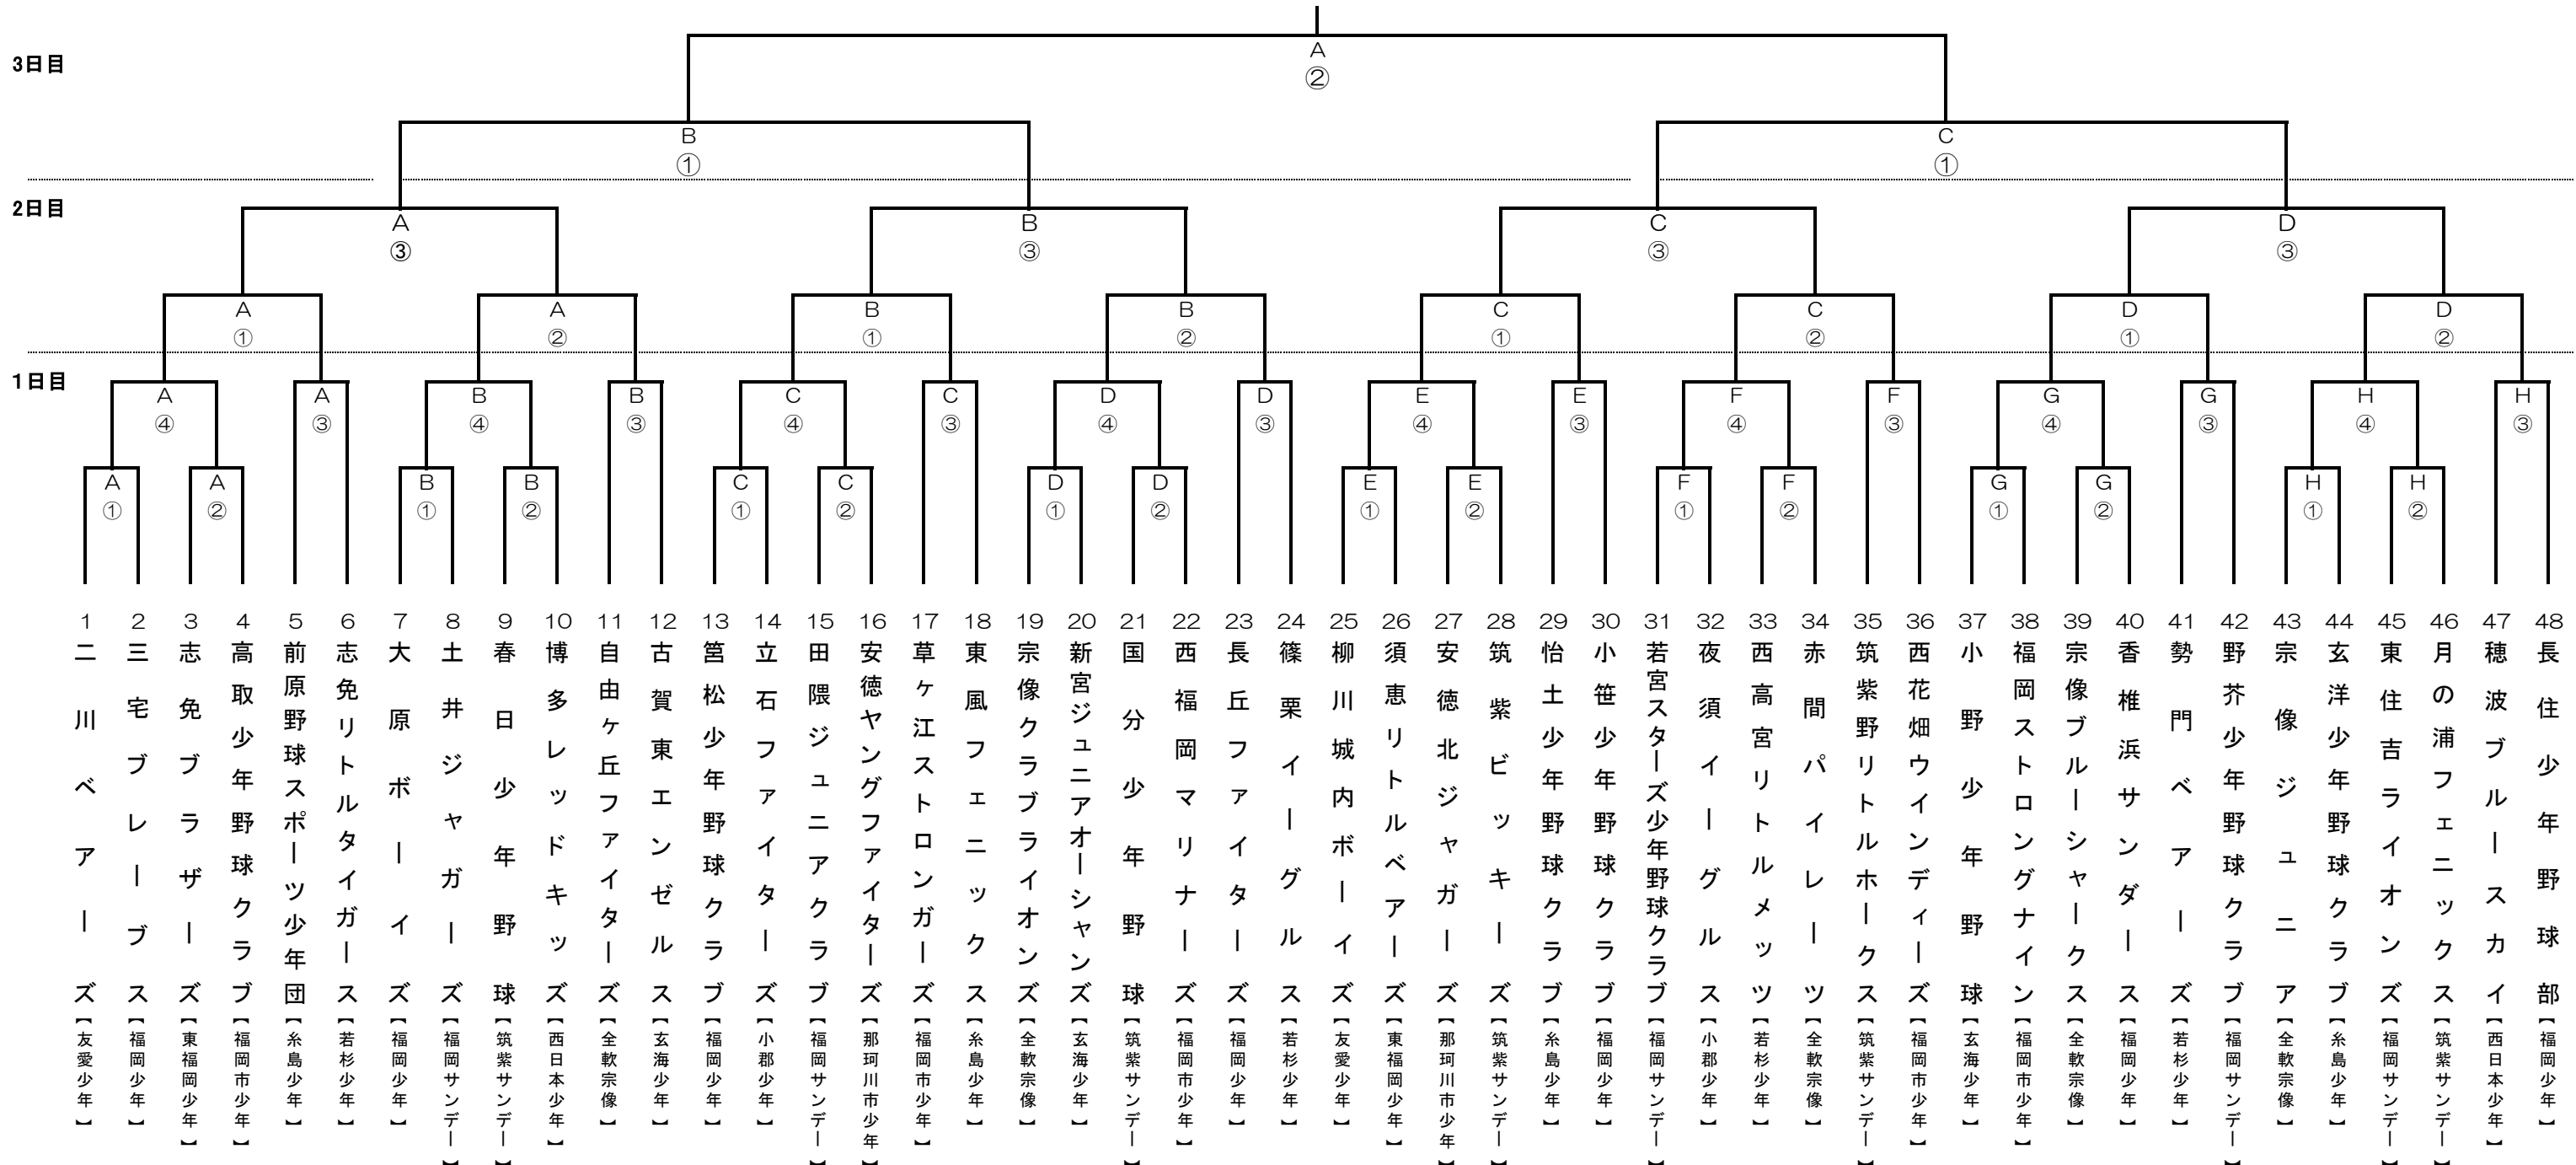 A
②
3日目
B
①
C
①
2日目
A
③
B
③
C
③
D
③
A
①
A
②
B
①
B
②
C
①
C
②
D
①
D
②
1日目
A
④
A
③
B
④
B
③
C
④
C
③
D
④
D
③
E
④
E
③
F
④
F
③
G
④
G
③
H
④
H
③
A
①
A
②
B
①
B
②
C
①
C
②
D
①
D
②
E
①
E
②
F
①
F
②
G
①
G
②
H
①
H
②
1 二川ベアーズ【友愛少年】
2 三宅ブレーブス【福岡少年】
3 志免ブラザーズ【東福岡少年】
4 高取少年野球クラブ【福岡市少年】
5 前原野球スポーツ少年団【糸島少年】
6 志免リトルタイガース【若杉少年】
7 大原ボーイズ【福岡少年】
8 土井ジャガーズ【福岡サンデー】
9 春日少年野球【筑紫サンデー】
10 博多レッドキッズ【西日本少年】
11 自由ヶ丘ファイターズ【全軟宗像】
12 古賀東エンゼルス【玄海少年】
13 筥松少年野球クラブ【福岡少年】
14 立石ファイターズ【小郡少年】
15 田隈ジュニアクラブ【福岡サンデー】
16 安徳ヤングファイターズ【那珂川市少年】
17 草ヶ江ストロンガーズ【福岡市少年】
18 東風フェニックス【糸島少年】
19 宗像クラブライオンズ【全軟宗像】
20 新宮ジュニアオーシャンズ【玄海少年】
21 国分少年野球【筑紫サンデー】
22 西福岡マリナーズ【福岡市少年】
23 長丘ファイターズ【福岡少年】
24 篠栗イーグルス【若杉少年】
25 柳川城内ボーイズ【友愛少年】
26 須恵リトルベアーズ【東福岡少年】
27 安徳北ジャガーズ【那珂川市少年】
28 筑紫ビッキーズ【筑紫サンデー】
29 怡土少年野球クラブ【糸島少年】
30 小笹少年野球クラブ【福岡少年】
31 若宮スターズ少年野球クラブ【福岡サンデー】
32 夜須イーグルス【小郡少年】
33 西高宮リトルメッツ【若杉少年】
34 赤間パイレーツ【全軟宗像】
35 筑紫野リトルホークス【筑紫サンデー】
36 西花畑ウインディーズ【福岡市少年】
37 小野少年野球【玄海少年】
38 福岡ストロングナイン【福岡市少年】
39 宗像ブルーシャークス【全軟宗像】
40 香椎浜サンダース【福岡少年】
41 勢門ベアーズ【若杉少年】
42 野芥少年野球クラブ【福岡サンデー】
43 宗像ジュニア【全軟宗像】
44 玄洋少年野球クラブ【糸島少年】
45 東住吉ライオンズ【福岡サンデー】
46 月の浦フェニックス【筑紫サンデー】
47 穂波ブルースカイ【西日本少年】
48 長住少年野球部【福岡少年】